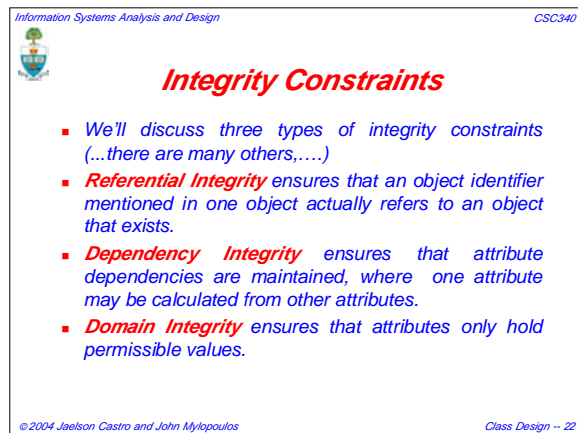 Information Systems Analysis and Design CSC340
Integrity Constraints
▪ We'll discuss three types of integrity constraints
(...there are many others,....)
▪ Referential Integrity ensures that an object identifier
mentioned in one object actually refers to an object
that exists.
▪ Dependency Integrity ensures that attribute
dependencies are maintained, where one attribute
may be calculated from other attributes.
▪ Domain Integrity ensures that attributes only hold
permissible values.
© 2004 Jaelson Castro and John Mylopoulos Class Design -- 22